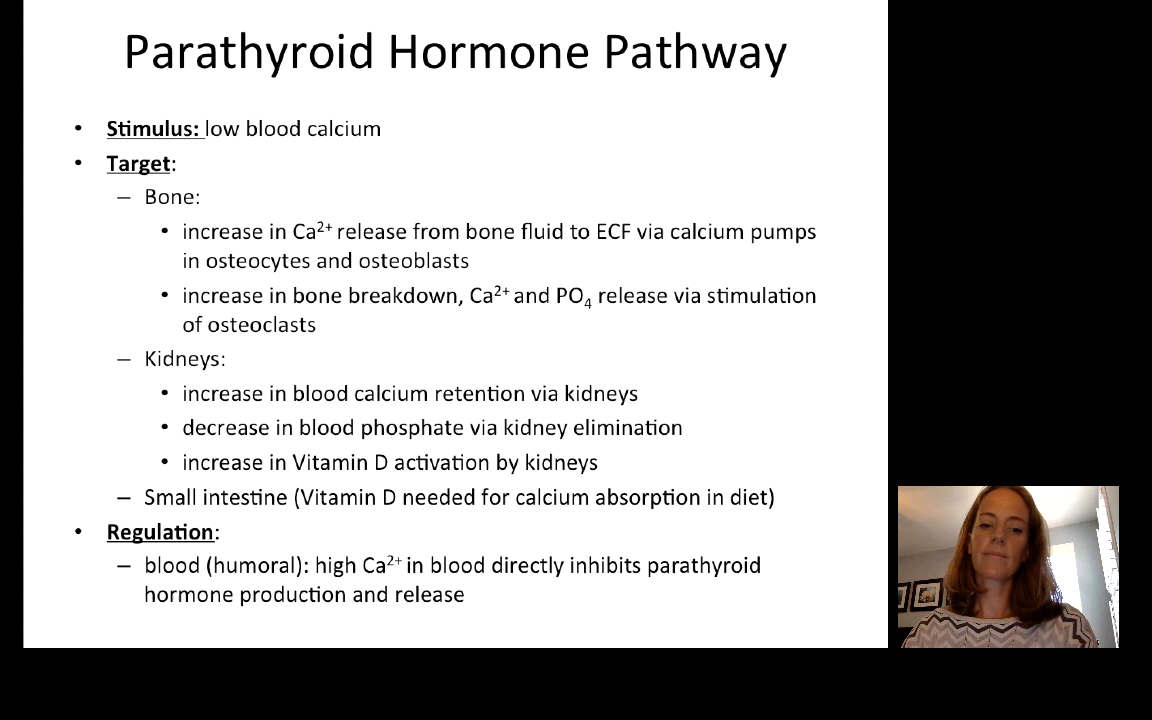 Parathyroid Hormone Pathway
• Stimulus: low blood calcium
• Target:
– Bone:
• increase in Ca²⁺ release from bone fluid to ECF via calcium pumps
in osteocytes and osteoblasts
• increase in bone breakdown, Ca²⁺ and PO₄ release via stimulation
of osteoclasts
– Kidneys:
• increase in blood calcium retention via kidneys
• decrease in blood phosphate via kidney elimination
• increase in Vitamin D activation by kidneys
– Small intestine (Vitamin D needed for calcium absorption in diet)
• Regulation:
– blood (humoral): high Ca²⁺ in blood directly inhibits parathyroid
hormone production and release